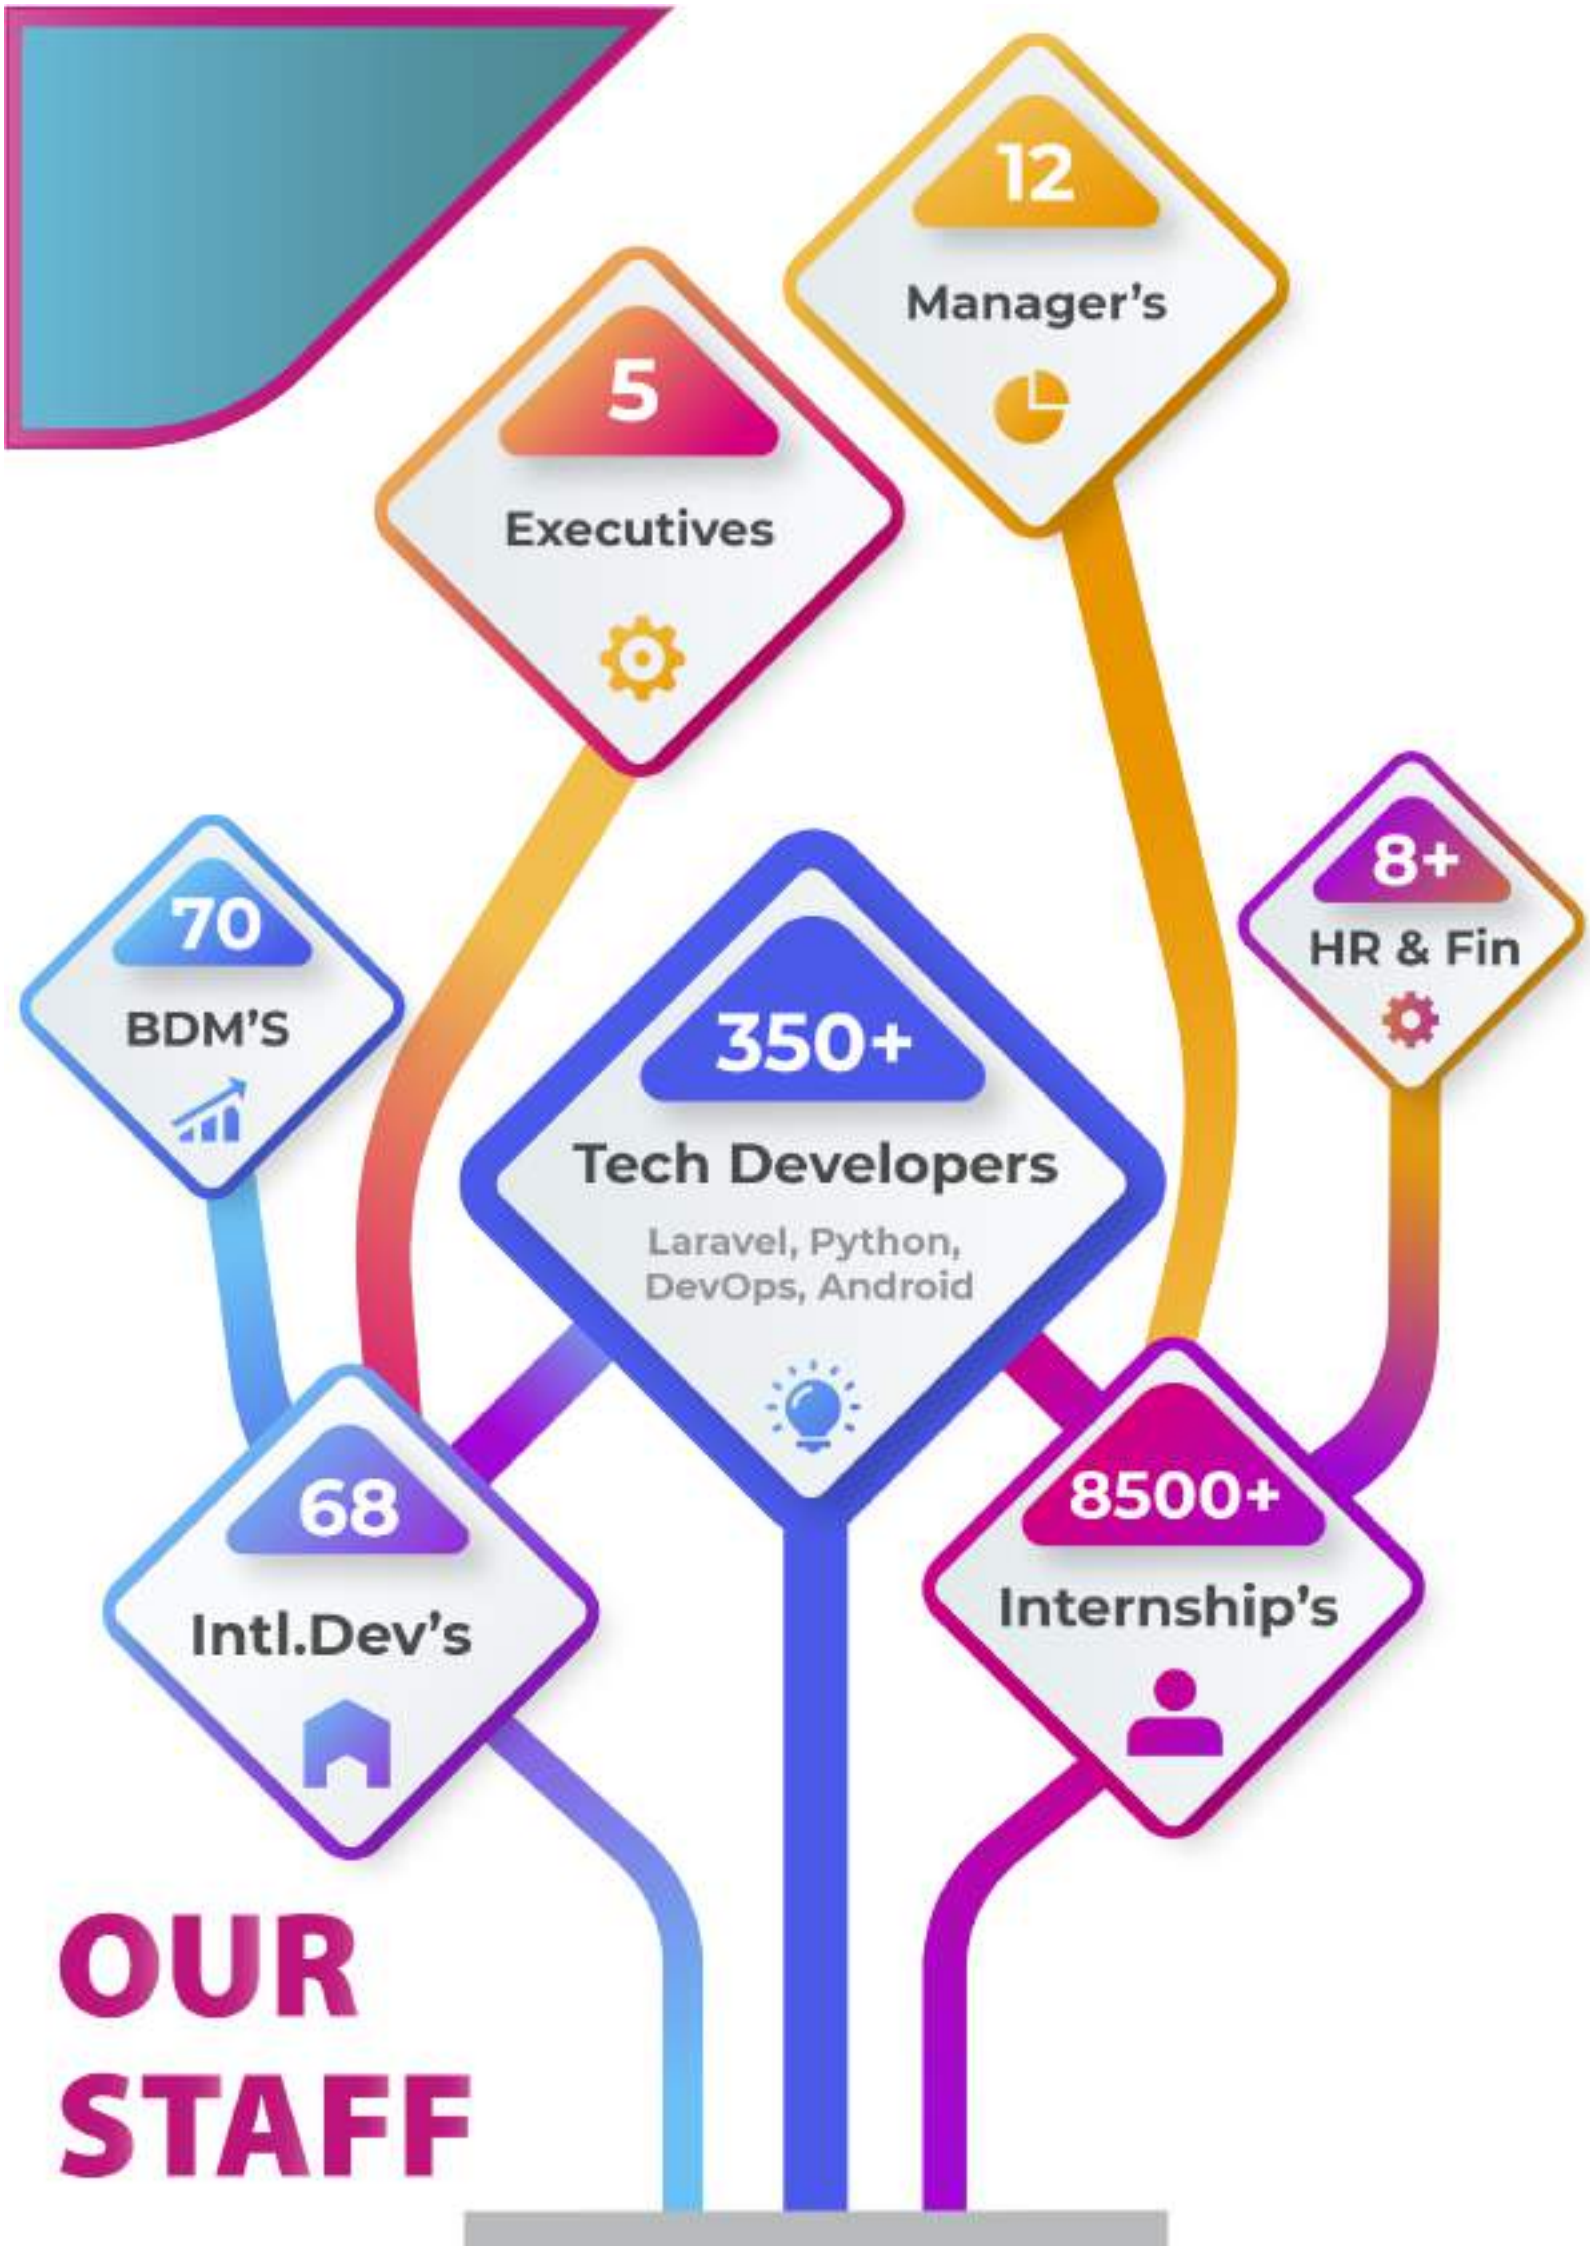 12
Manager's
5
Executives
70
BDM'S
350+
Tech Developers
Laravel, Python,
DevOps, Android
8+
HR & Fin
68
Intl.Dev's
8500+
Internship's
OUR
STAFF